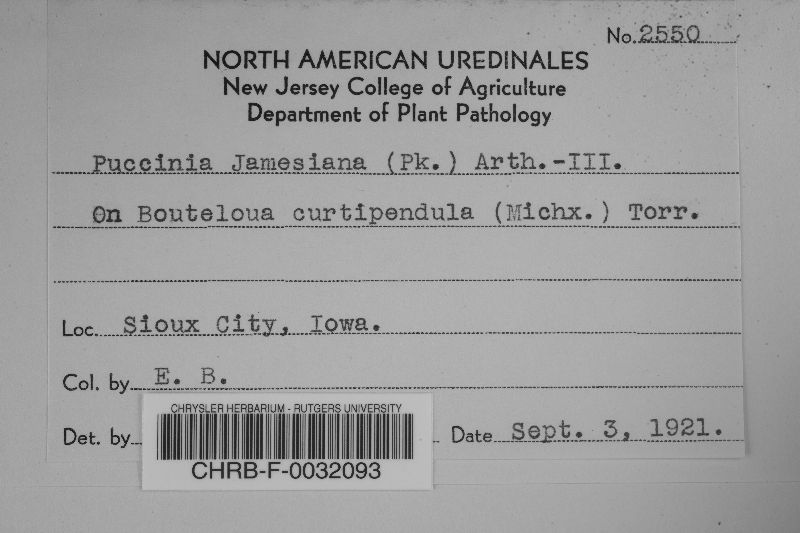 No. 2550
NORTH AMERICAN UREDINALES
New Jersey College of Agriculture
Department of Plant Pathology
Puccinia Jamesiana (Pk.) Arth.-III.
On Bouteloua curtipendula (Michx.) Torr.
Loc. Sioux City, Iowa.
Col. by E. B.
Det. by
Date Sept. 3, 1921.
CHRYSLER HERBARIUM - RUTGERS UNIVERSITY
CHRB-F-0032093